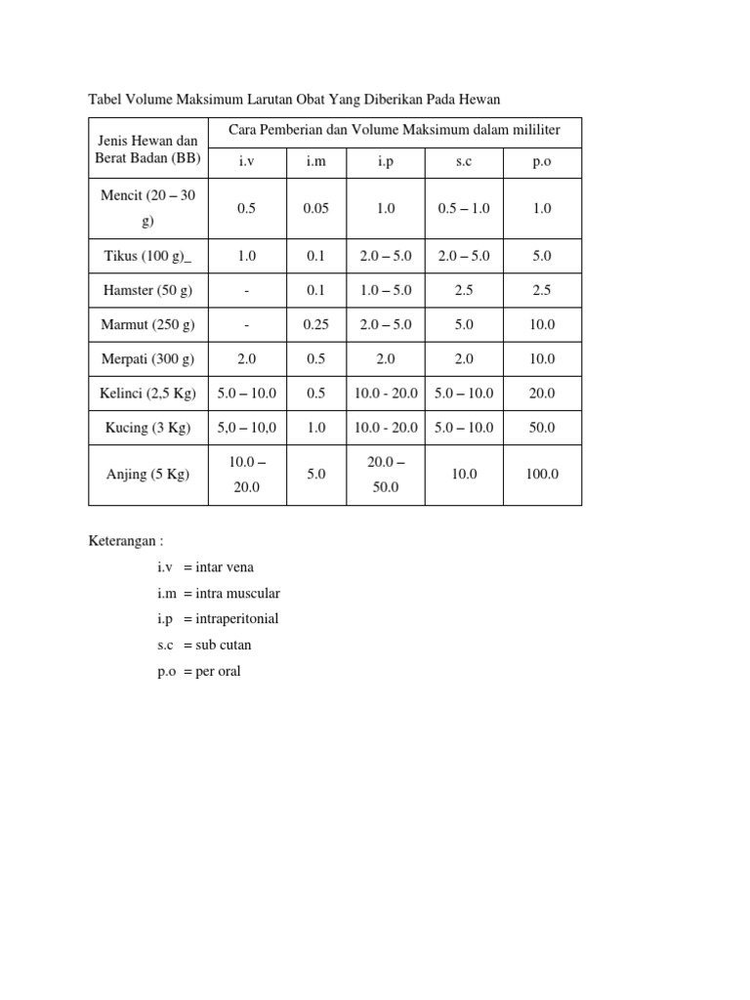 Tabel Volume Maksimum Larutan Obat Yang Diberikan Pada Hewan
Jenis Hewan dan Berat Badan (BB) Cara Pemberian dan Volume Maksimum dalam mililiter
i.v i.m i.p s.c p.o
Mencit (20 – 30 g) 0.5 0.05 1.0 0.5 – 1.0 1.0
Tikus (100 g)_ 1.0 0.1 2.0 – 5.0 2.0 – 5.0 5.0
Hamster (50 g) - 0.1 1.0 – 5.0 2.5 2.5
Marmut (250 g) - 0.25 2.0 – 5.0 5.0 10.0
Merpati (300 g) 2.0 0.5 2.0 2.0 10.0
Kelinci (2,5 Kg) 5.0 – 10.0 0.5 10.0 - 20.0 5.0 – 10.0 20.0
Kucing (3 Kg) 5,0 – 10,0 1.0 10.0 - 20.0 5.0 – 10.0 50.0
Anjing (5 Kg) 10.0 – 20.0 5.0 20.0 – 50.0 10.0 100.0
Keterangan :
i.v = intar vena
i.m = intra muscular
i.p = intraperitonial
s.c = sub cutan
p.o = per oral